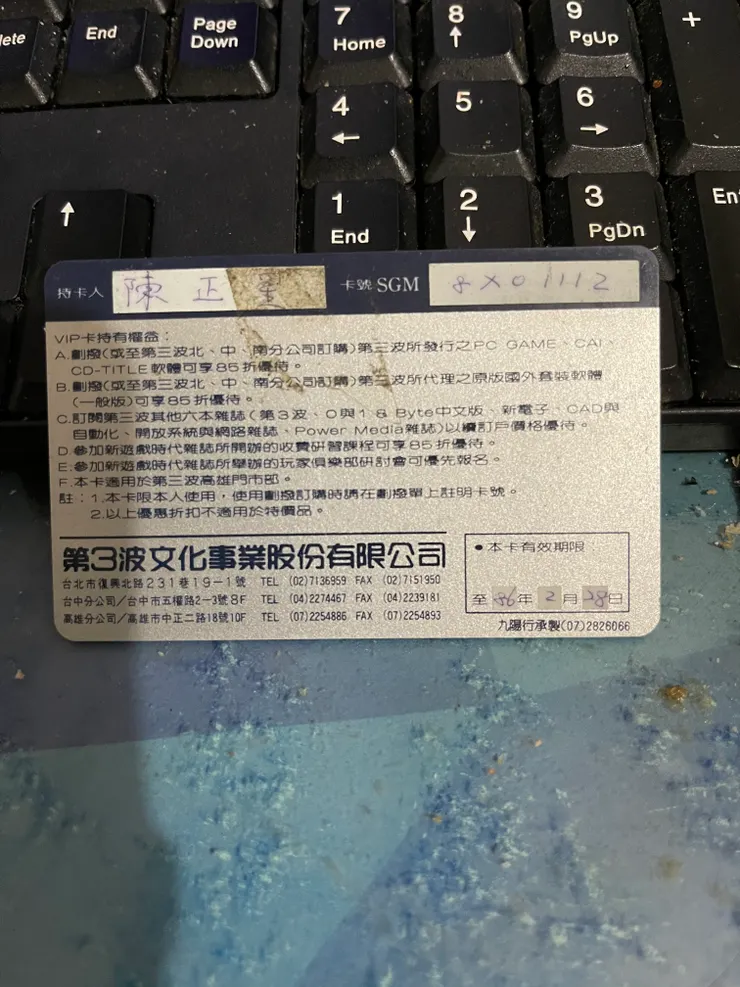 lete
End
Page
Down
7
Home
8
↑
9
PgUp
+
4
←
5
6
→
↑
1
End
2
↓
3
PgDn
En
持卡人 陳正 卡號 SGM 8X01112
VIP卡持有權益：
A.劃撥(或至第三波北、中、南分公司訂購)第三波所發行之PC GAME、CAI、
CD-TITLE軟體可享85折優待。
B.劃撥(或至第三波北、中、南分公司訂購)第三波所代理之原版國外套裝軟體
(一般版)可享85折優待。
C.訂閱第三波其他六本雜誌(第3波、0與1 & Byte中文版、新電子、CAD與
自動化、開放系統與網路雜誌、Power Media雜誌)以續訂戶價格優待。
D.參加新遊戲時代雜誌所開辦的收費研習課程可享85折優待。
E.參加新遊戲時代雜誌所舉辦的玩家俱樂部研討會可優先報名。
F.本卡適用於第三波高雄門市部。
註：1.本卡限本人使用，使用劃撥訂購時請在劃撥單上註明卡號。
2.以上優惠折扣不適用於特價品。
第3波文化事業股份有限公司
台北市復興北路231巷19-1號 TEL (02)7136959 FAX (02)7151950
台中分公司/台中市五權路2-3號8F TEL (04)2274467 FAX (04)2239181
高雄分公司/高雄市中正二路18號10F TEL (07)2254886 FAX (07)2254893
●本卡有效期限
至86年2月28日
九陽行承製(07)2826066